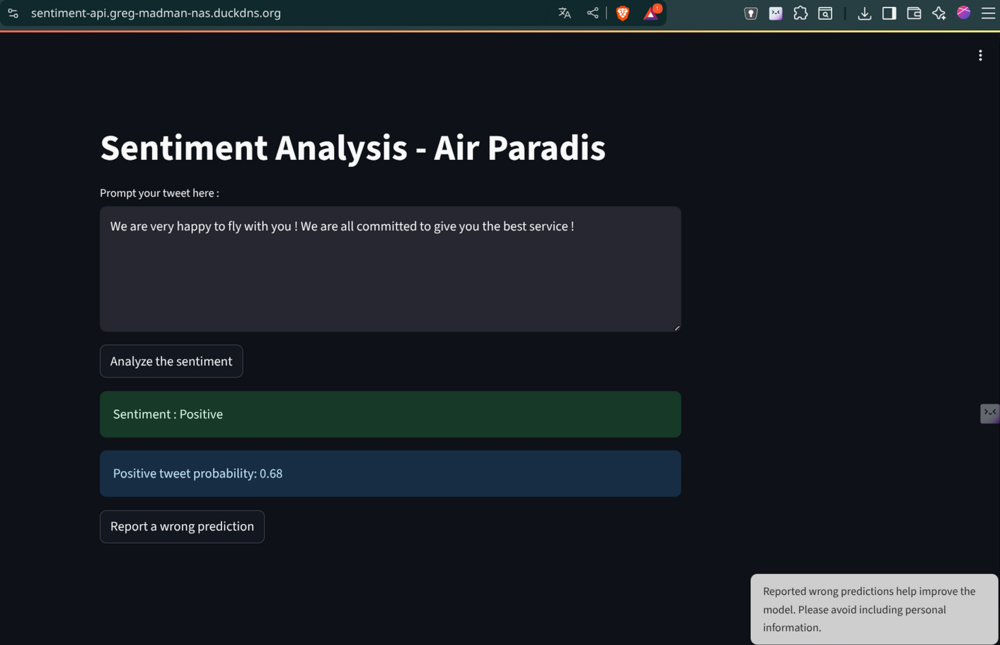 sentiment-api.greg-madman-nas.duckdns.org
Sentiment Analysis - Air Paradis
Prompt your tweet here :
We are very happy to fly with you ! We are all committed to give you the best service !
Analyze the sentiment
Sentiment : Positive
Positive tweet probability: 0.68
Report a wrong prediction
Reported wrong predictions help improve the
model. Please avoid including personal
information.